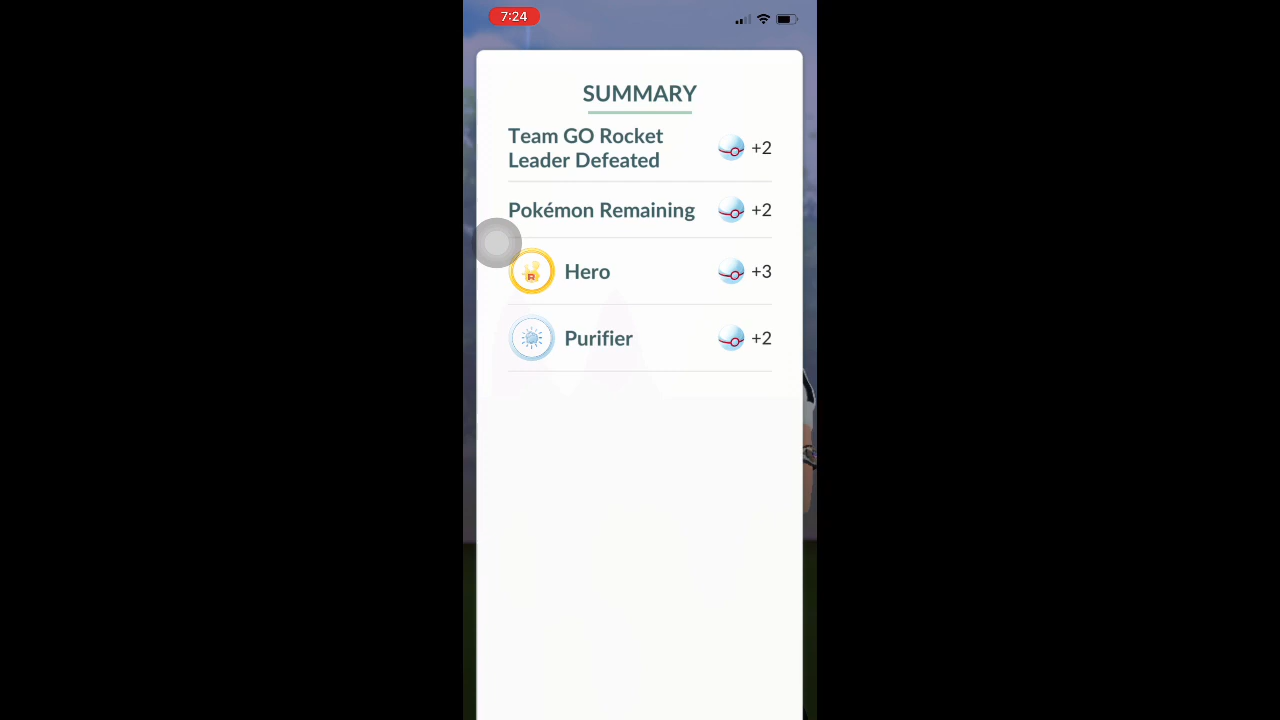 7:24
SUMMARY
Team GO Rocket
Leader Defeated
+2
Pokémon Remaining
+2
Hero
+3
Purifier
+2